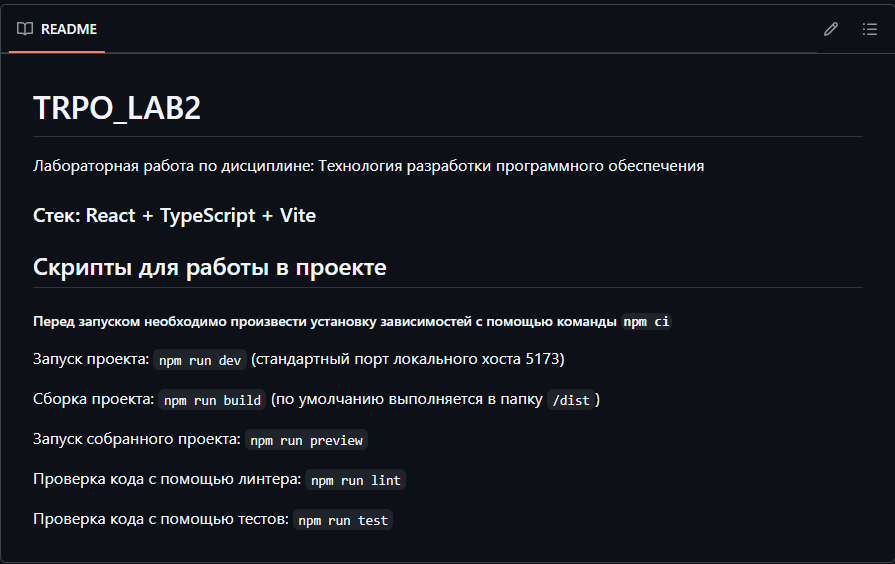 README
TRPO_LAB2
Лабораторная работа по дисциплине: Технология разработки программного обеспечения
Стек: React + TypeScript + Vite
Скрипты для работы в проекте
Перед запуском необходимо произвести установку зависимостей с помощью команды npm ci
Запуск проекта: npm run dev (стандартный порт локального хоста 5173)
Сборка проекта: npm run build (по умолчанию выполняется в папку /dist)
Запуск собранного проекта: npm run preview
Проверка кода с помощью линтера: npm run lint
Проверка кода с помощью тестов: npm run test